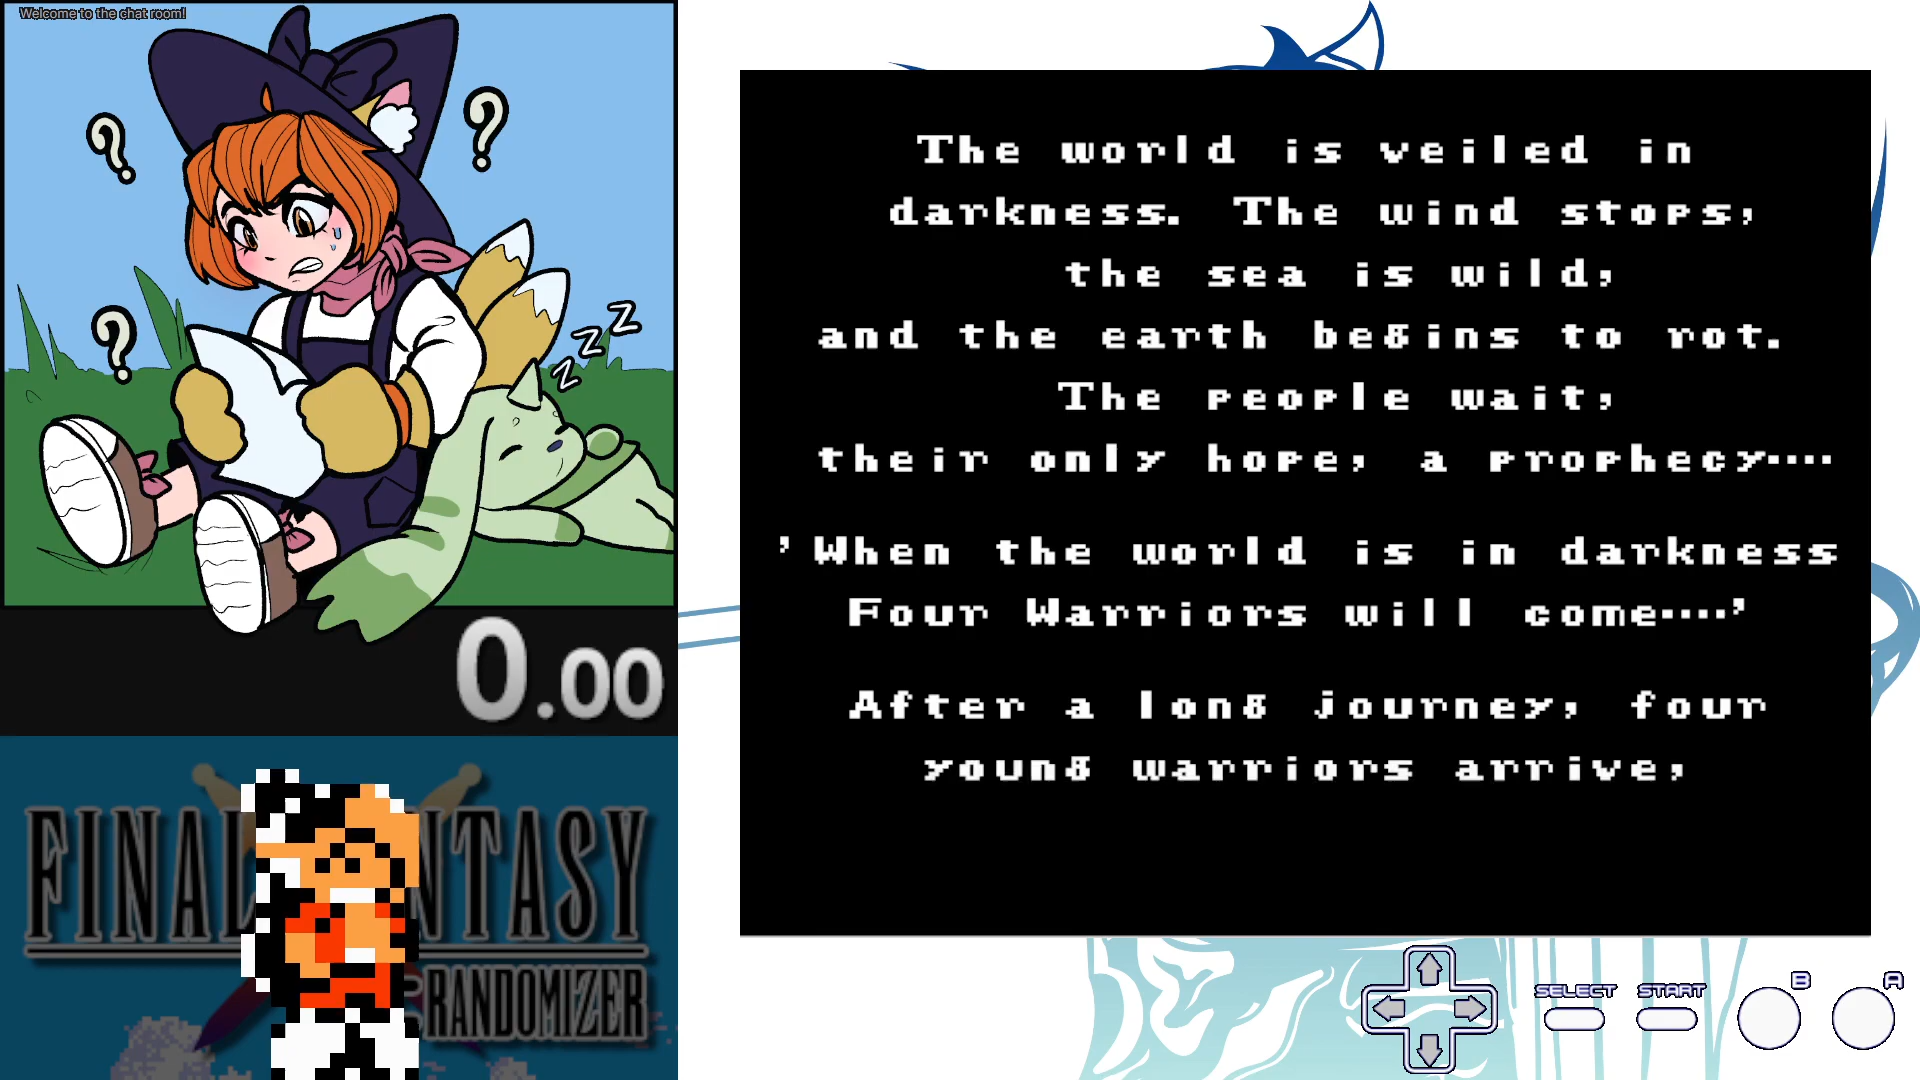 Welcome to the chat room!
? ? ?
z z z
0.00
FINAL FANTASY
RANDOMIZER
The world is veiled in
darkness. The wind stops,
the sea is wild,
and the earth begins to rot.
The people wait,
their only hope, a prophecy....
'When the world is in darkness
Four Warriors will come....'
After a long journey, four
young warriors arrive,
SELECT START B A